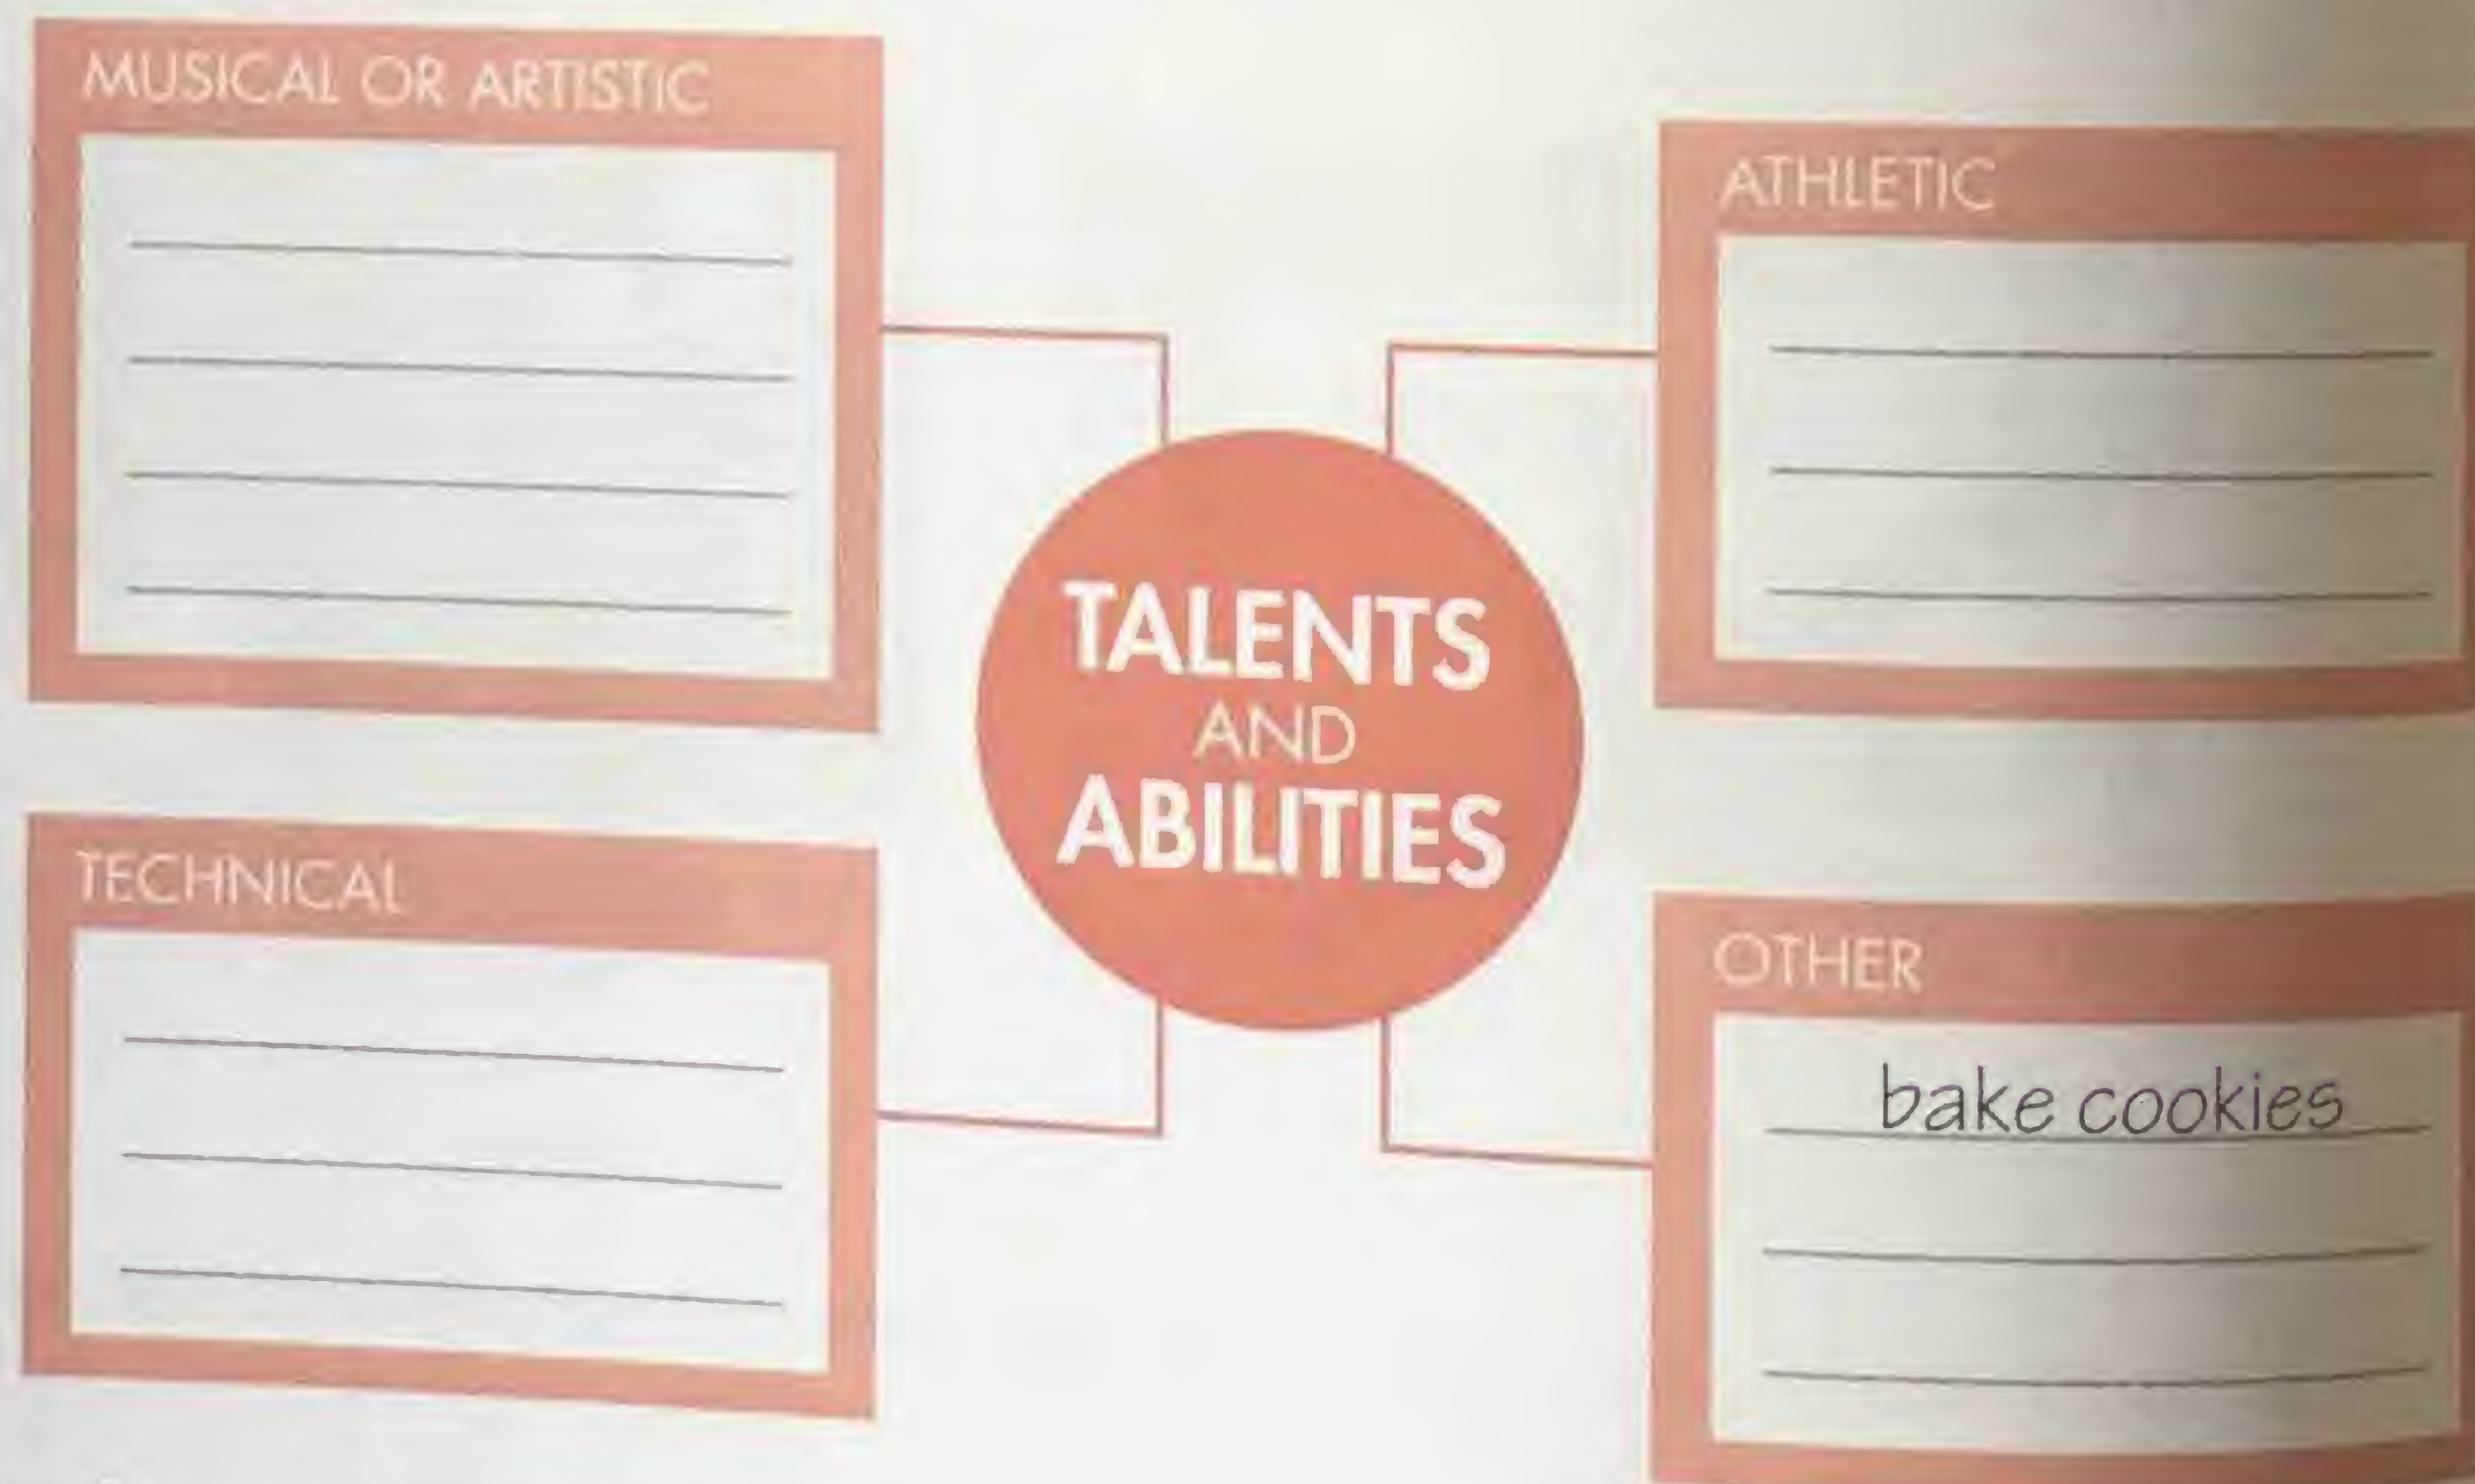 MUSICAL OR ARTISTIC
ATHLETIC
TALENTS
AND
ABILITIES
TECHNICAL
OTHER
bake cookies